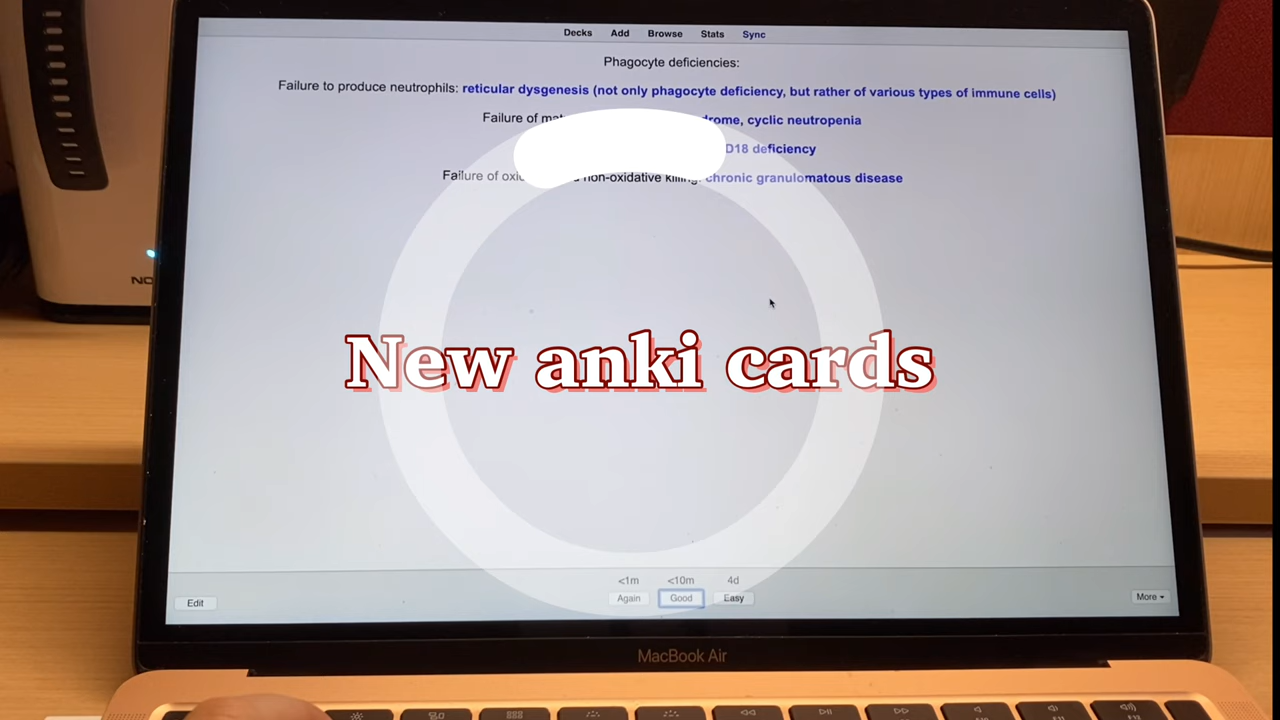 Decks Add Browse Stats Sync
Phagocyte deficiencies:
Failure to produce neutrophils: reticular dysgenesis (not only phagocyte deficiency, but rather of various types of immune cells)
Failure of drome, cyclic neutropenia
D18 deficiency
Failure of non-oxidative killing: chronic granulomatous disease
New anki cards
<1m <10m 4d
Edit Again Good Easy More
MacBook Air
NO